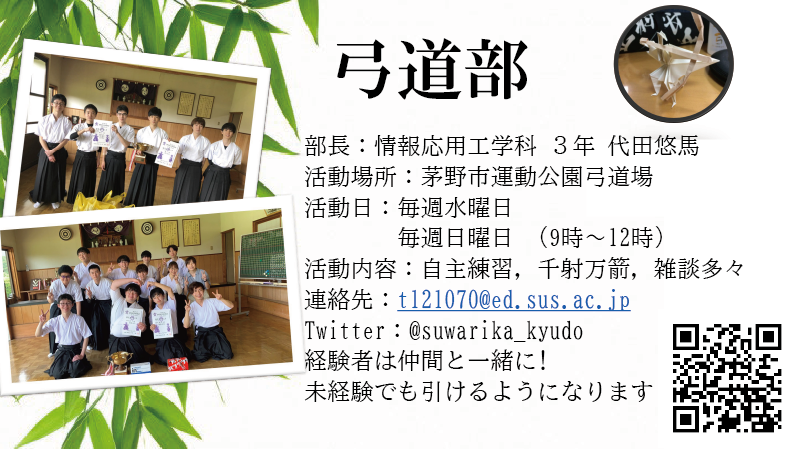 弓道部
部長：情報応用工学科 ３年 代田悠馬
活動場所：茅野市運動公園弓道場
活動日：毎週水曜日
毎週日曜日 （9時～12時）
活動内容：自主練習，千射万箭，雑談多々
連絡先：t121070@ed.sus.ac.jp
Twitter：@suwarika_kyudo
経験者は仲間と一緒に！
未経験でも引けるようになります